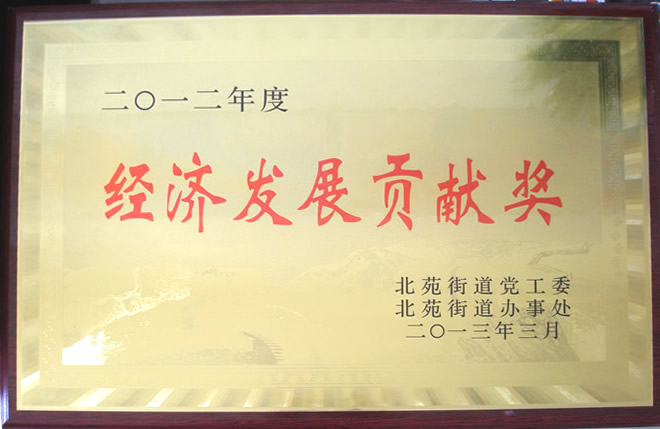 二〇一二年度
经济发展贡献奖
北苑街道党工委
北苑街道办事处
二〇一三年三月